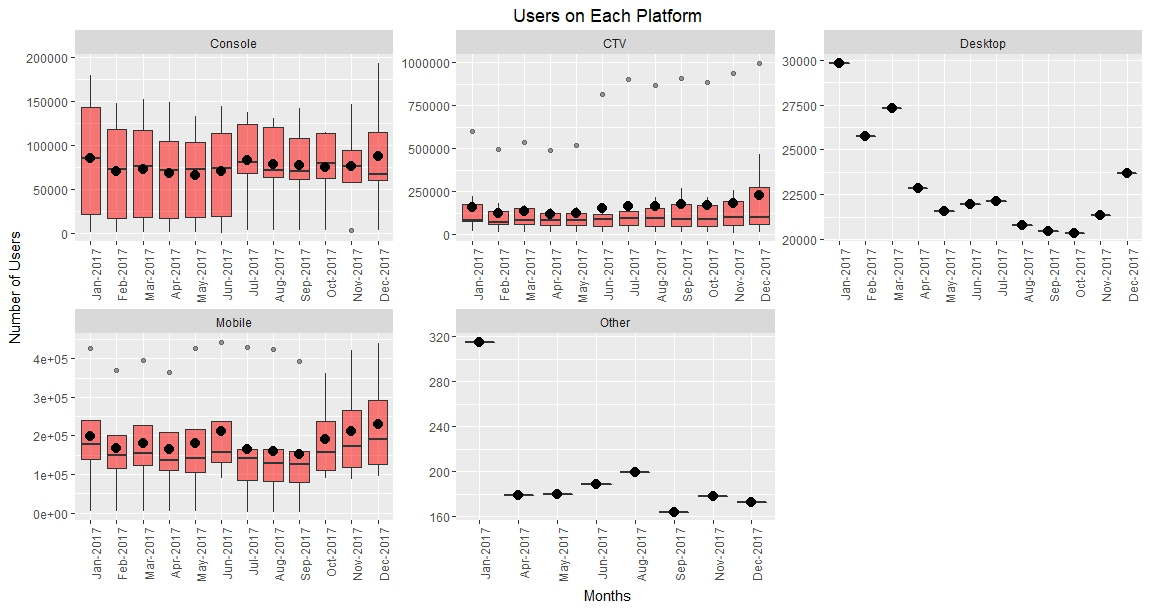 Users on Each Platform
Number of Users
Console
200000
150000
100000
50000
0
Jan-2017
Feb-2017
Mar-2017
Apr-2017
May-2017
Jun-2017
Jul-2017
Aug-2017
Sep-2017
Oct-2017
Nov-2017
Dec-2017
CTV
1000000
750000
500000
250000
0
Jan-2017
Feb-2017
Mar-2017
Apr-2017
May-2017
Jun-2017
Jul-2017
Aug-2017
Sep-2017
Oct-2017
Nov-2017
Dec-2017
Desktop
30000
27500
25000
22500
20000
Jan-2017
Feb-2017
Mar-2017
Apr-2017
May-2017
Jun-2017
Jul-2017
Aug-2017
Sep-2017
Oct-2017
Nov-2017
Dec-2017
Mobile
4e+05
3e+05
2e+05
1e+05
0e+00
Jan-2017
Feb-2017
Mar-2017
Apr-2017
May-2017
Jun-2017
Jul-2017
Aug-2017
Sep-2017
Oct-2017
Nov-2017
Dec-2017
Other
320
280
240
200
160
Jan-2017
Apr-2017
May-2017
Jun-2017
Aug-2017
Sep-2017
Nov-2017
Dec-2017
Months